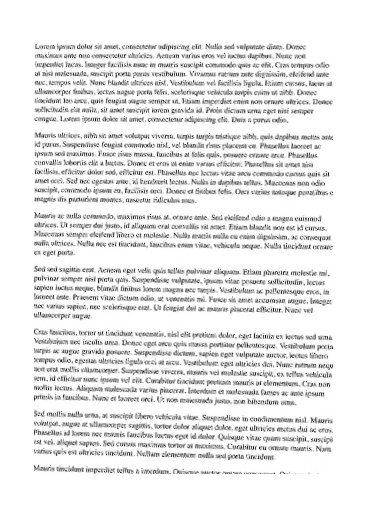 Lorem ipsum dolor sit amet, consectetur adipiscing elit. Nulla sed vulputate diam. Donec
maximus ante non consectetur ultricies. Aenean varius eros vel luctus dapibus. Nunc non
imperdiet lacus. Integer facilisis nunc in mauris suscipit commodo quis ac elit. Cras tempus odio
ut nisi malesuada, suscipit porta purus vestibulum. Vivamus rutrum ante dignissim, eleifend ante
nec, tempus velit. Nunc blandit ultrices nisl. Vestibulum vel facilisis ligula. Etiam cursus, lacus ut
ullamcorper finibus, lectus augue porta felis, scelerisque vehicula turpis enim ut nibh. Donec
tincidunt leo arcu, quis feugiat augue semper ut. Etiam imperdiet enim non ornare ultrices. Donec
sollicitudin elit nulla, sit amet suscipit lorem gravida id. Proin dictum urna eget nisl semper
congue. Lorem ipsum dolor sit amet, consectetur adipiscing elit. Duis a purus odio.
Mauris ultrices, nibh sit amet volutpat viverra, turpis turpis tristique nibh, quis dapibus metus ante
id purus. Suspendisse feugiat commodo nisl, vel blandit risus placerat eu. Phasellus laoreet ac
ipsum sed maximus. Fusce risus massa, faucibus at felis quis, posuere ornare arcu. Phasellus
convallis lobortis elit a luctus. Donec et eros ut enim varius efficitur. Phasellus sit amet nisi
facilisis, efficitur dolor sed, efficitur est. Phasellus nec lectus vitae arcu commodo cursus quis sit
amet orci. Sed nec egestas ante, id hendrerit lectus. Nulla in dapibus tellus. Maecenas non odio
suscipit, commodo ipsum eu, facilisis orci. Donec et finibus felis. Orci varius natoque penatibus e
magnis dis parturient montes, nascetur ridiculus mus.
Mauris ac nulla commodo, maximus risus at, ornare ante. Sed eleifend odio a magna euismod
ultrices. Ut semper dui justo, id aliquam erat convallis sit amet. Etiam blandit non est id cursus.
Maecenas semper eleifend libero et molestie. Nulla mattis nulla eu enim dignissim, ac consequat
nulla ultrices. Nulla nec est tincidunt, faucibus enim vitae, vehicula neque. Nulla tincidunt ornare
ex eget porta.
Sed sed sagittis erat. Aenean eget velit quis tellus pulvinar aliquam. Etiam pharetra molestie mi,
pulvinar semper nisi porta quis. Suspendisse vulputate, ipsum vitae posuere sollicitudin, lectus
sapien luctus neque, blandit finibus lorem magna nec turpis. Vestibulum ac pellentesque eros, in
laoreet ante. Praesent vitae dictum odio, ut venenatis mi. Fusce sit amet accumsan augue. Integer
nec varius sapien, nec scelerisque erat. Ut feugiat dui ac mauris placerat efficitur. Nunc vel
ullamcorper augue.
Cras faucibus, tortor ut tincidunt venenatis, nisl elit pretium dolor, eget lacinia ex lectus sed urna.
Vestibulum nec iaculis urna. Donec eget arcu quis massa porttitor pellentesque. Vestibulum porta
turpis ac augue gravida posuere. Suspendisse dictum, sapien eget vulputate auctor, lectus libero
tempus odio, egestas ultricies ligula orci at arcu. Vestibulum eget ultricies dei. Nunc rutrum nequ
non erat mollis ullamcorper. Suspendisse viverra, mauris vel molestie suscipit, ex tellus vehicula
sem, id efficitur nunc ipsum vel elit. Curabitur tincidunt pretium mauris at elementum. Cras non
mollis lectus. Aliquam malesuada varius placerat. Interdum et malesuada fames ac ante ipsum
primis in faucibus. Nunc et laoreet orci. Ut non malesuada justo, non bibendum urna.
Sed mollis nulla urna, at suscipit libero vehicula vitae. Suspendisse in condimentum nisl. Mauris
volutpat, augue at ullamcorper sagittis, tortor dolor aliquet dolor, eget ultricies metus dui ac eros.
Phasellus id lorem nec mauris faucibus luctus eget id dolor. Quisque vitae quam suscipit, suscipi
est vel, aliquet sapien. Sed cursus maximus tortor at maximus. Curabitur eu ornare mauris. Nam
varius quis est ultricies tincidunt. Nullam elementum nulla sed porta tincidunt.
Mauris tincidunt imperdiet tellus a interdum. Quisque auctor ornare